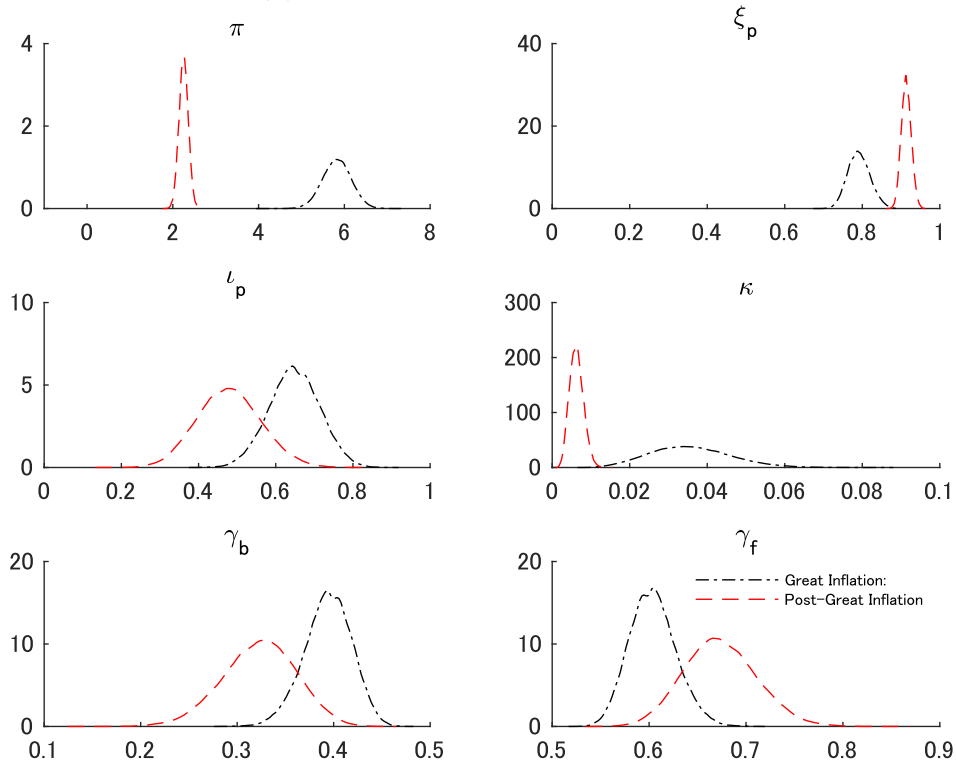 π
4
2
0
0 2 4 6 8
ξp
40
20
0
0 0.2 0.4 0.6 0.8 1
ιp
10
5
0
0 0.2 0.4 0.6 0.8 1
κ
300
200
100
0
0 0.02 0.04 0.06 0.08 0.1
γb
20
10
0
0.1 0.2 0.3 0.4 0.5
γf
20
10
0
0.5 0.6 0.7 0.8 0.9
Great Inflation:
Post-Great Inflation